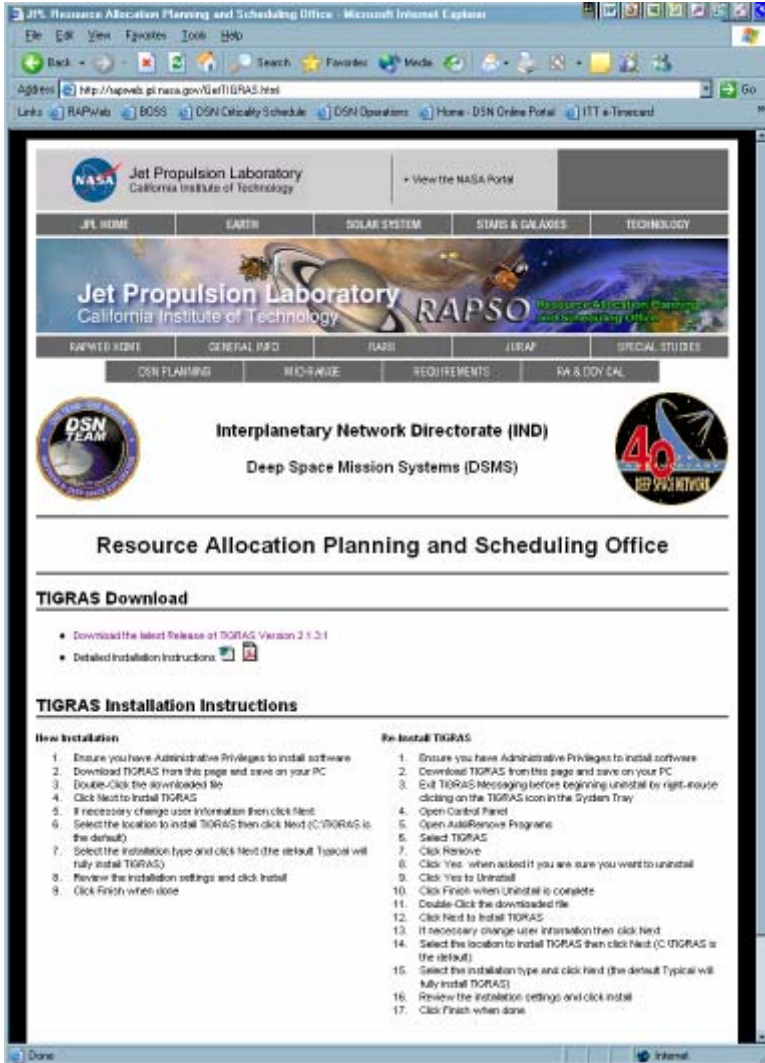 JPL Resource Allocation Planning and Scheduling Office - Microsoft Internet Explorer
File Edit View Favorites Tools Help
Back Search Favorites Media
Address http://rapweb.jpl.nasa.gov/GetTIGRAS.html Go
Links RAPWeb BOSS DSN Criticality Schedule DSN Operations Home - DSN Online Portal ITT e-Timecard
NASA
Jet Propulsion Laboratory
California Institute of Technology
+ View the NASA Portal
JPL HOME EARTH SOLAR SYSTEM STARS & GALAXIES TECHNOLOGY
Jet Propulsion Laboratory
California Institute of Technology
RAPSO Resource Allocation Planning
and Scheduling Office
RAPWEB HOME GENERAL INFO RARB JURAP SPECIAL STUDIES
DSN PLANNING MID-RANGE REQUIREMENTS RA & DDY CAL
DSN
TEAM
Interplanetary Network Directorate (IND)
Deep Space Mission Systems (DSMS)
40
DEEP SPACE NETWORK
Resource Allocation Planning and Scheduling Office
TIGRAS Download
Download the latest Release of TIGRAS Version 2.1.3.1
Detailed Installation Instructions
TIGRAS Installation Instructions
New Installation
1. Ensure you have Administrative Privileges to install software
2. Download TIGRAS from this page and save on your PC
3. Double-Click the downloaded file
4. Click Next to Install TIGRAS
5. If necessary change user information then click Next
6. Select the location to install TIGRAS then click Next (C:\TIGRAS is
the default)
7. Select the installation type and click Next (the default Typical will
fully install TIGRAS)
8. Review the installation settings and click Install
9. Click Finish when done
Re-Install TIGRAS
1. Ensure you have Administrative Privileges to install software
2. Download TIGRAS from this page and save on your PC
3. Exit TIGRAS Messaging before beginning uninstall by right-mouse
clicking on the TIGRAS icon in the System Tray
4. Open Control Panel
5. Open Add/Remove Programs
6. Select TIGRAS
7. Click Remove
8. Click Yes when asked if you are sure you want to uninstall
9. Click Yes to Uninstall
10. Click Finish when Uninstall is complete
11. Double-Click the downloaded file
12. Click Next to Install TIGRAS
13. If necessary change user information then click Next
14. Select the location to install TIGRAS then click Next (C:\TIGRAS is
the default)
15. Select the installation type and click Next (the default Typical will
fully install TIGRAS)
16. Review the installation settings and click install
17. Click Finish when done
Done Internet